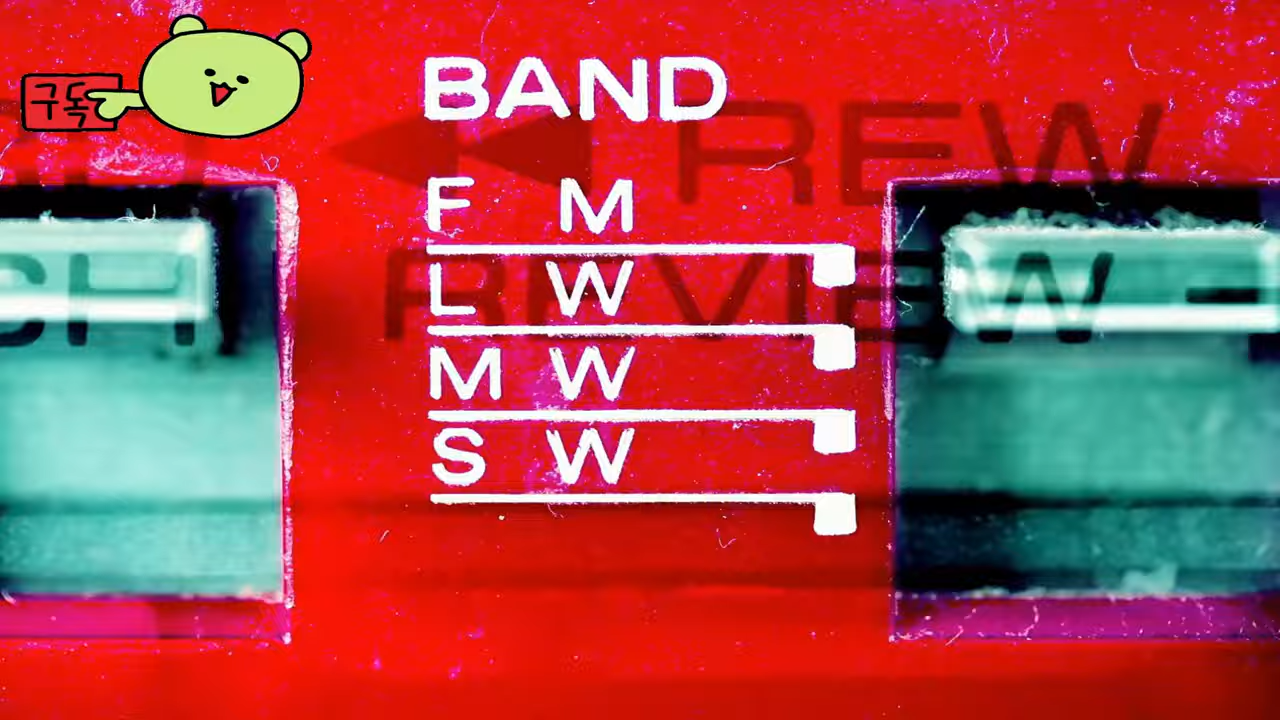 구독
BAND
REW
F M
L W
REVIEW -
M W
S W